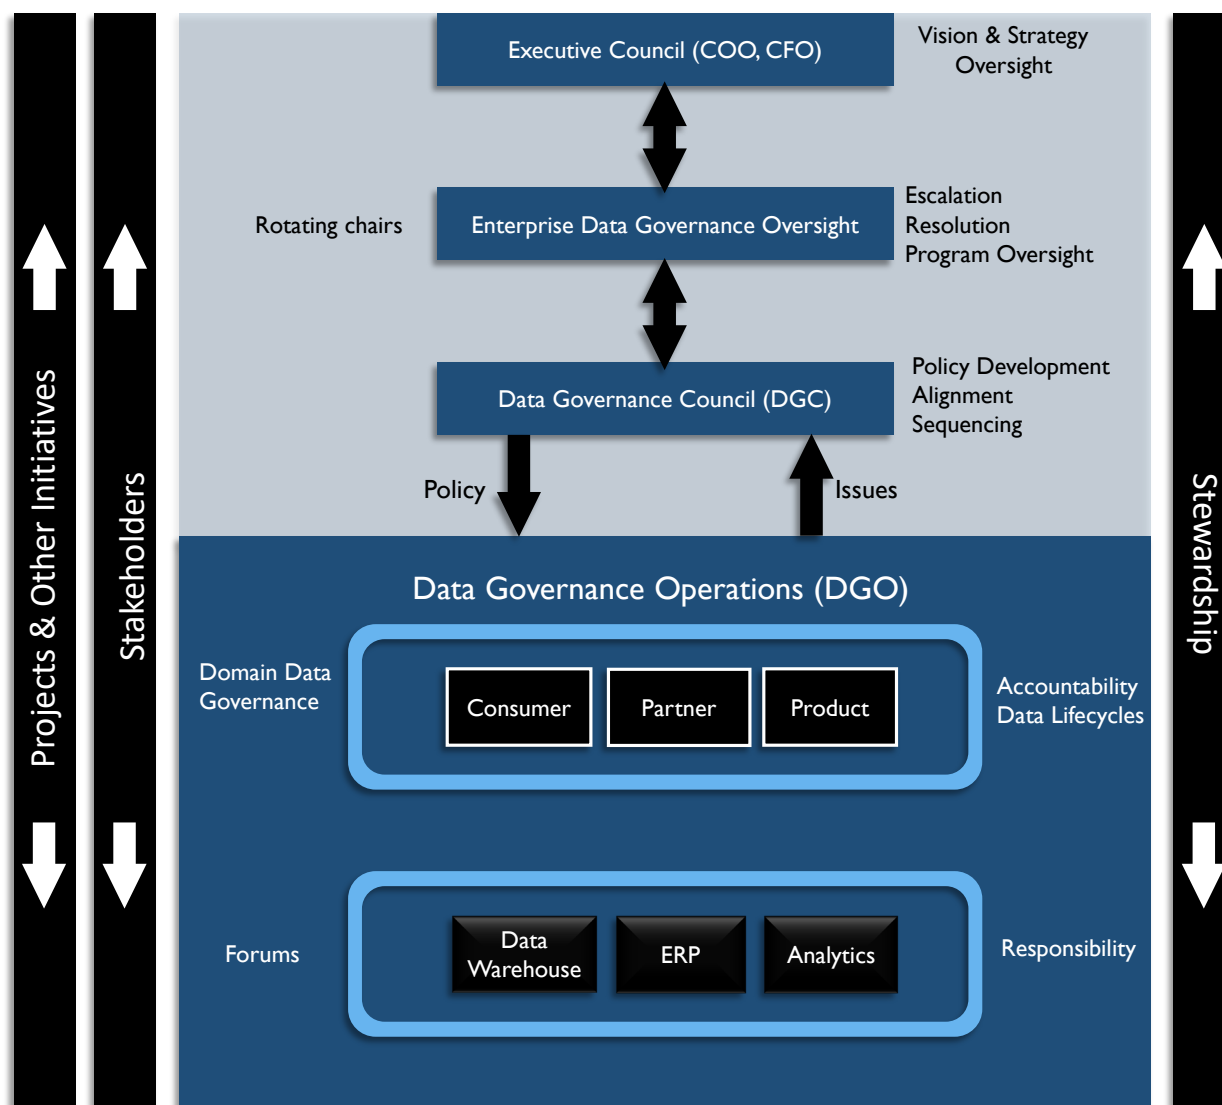 Executive Council (COO, CFO)
Vision & Strategy
Oversight
Rotating chairs
Enterprise Data Governance Oversight
Escalation
Resolution
Program Oversight
Data Governance Council (DGC)
Policy Development
Alignment
Sequencing
Policy
Issues
Projects & Other Initiatives
Stakeholders
Stewardship
Data Governance Operations (DGO)
Domain Data
Governance
Consumer
Partner
Product
Accountability
Data Lifecycles
Forums
Data
Warehouse
ERP
Analytics
Responsibility